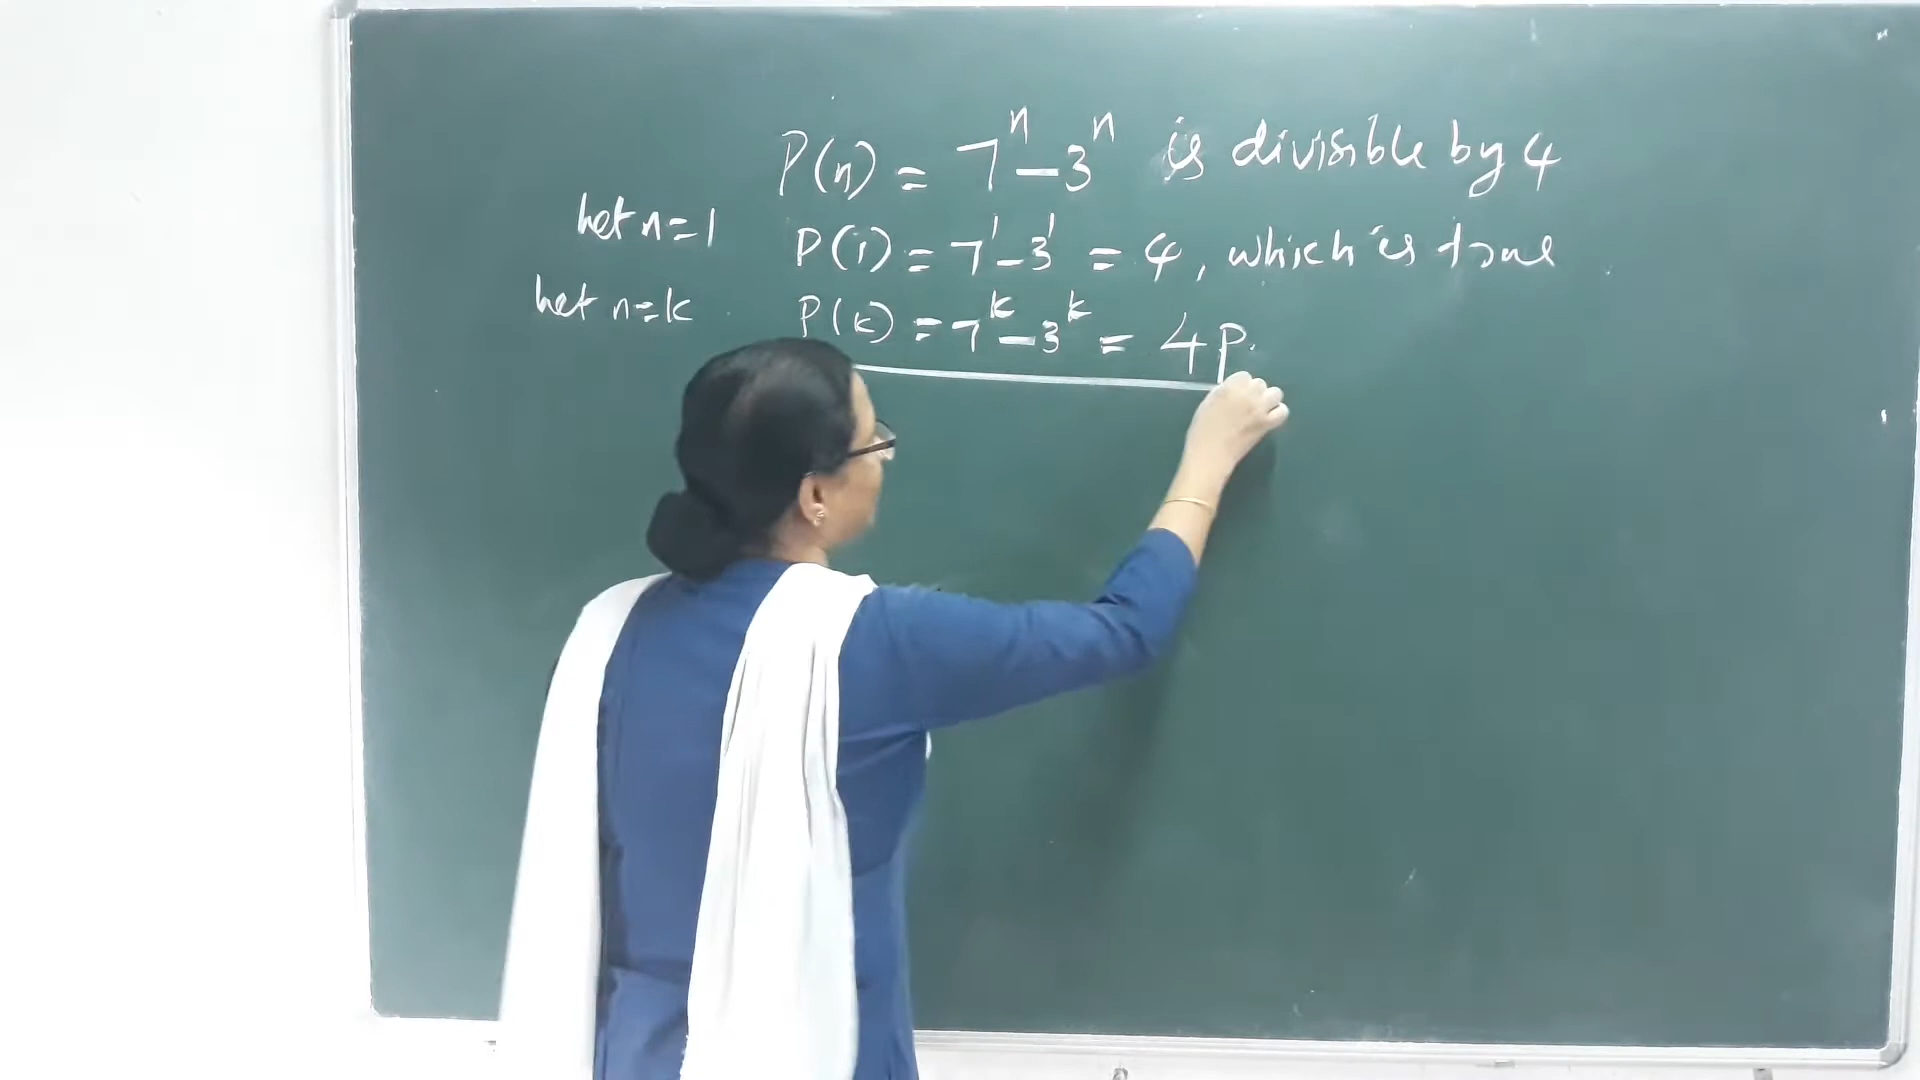 P(n) = 7ⁿ - 3ⁿ is divisible by 4
Let n=1 P(1) = 7¹ - 3¹ = 4, which is true
Let n=k P(k) = 7ᵏ - 3ᵏ = 4P